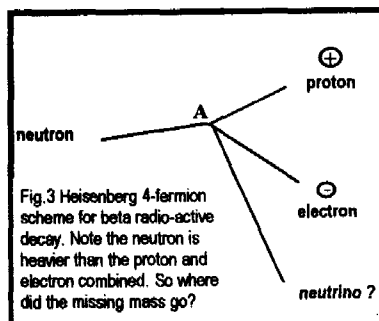 ⊕
proton
A
neutron
⊖
electron
neutrino ?
Fig.3 Heisenberg 4-fermion
scheme for beta radio-active
decay. Note the neutron is
heavier than the proton and
electron combined. So where
did the missing mass go?